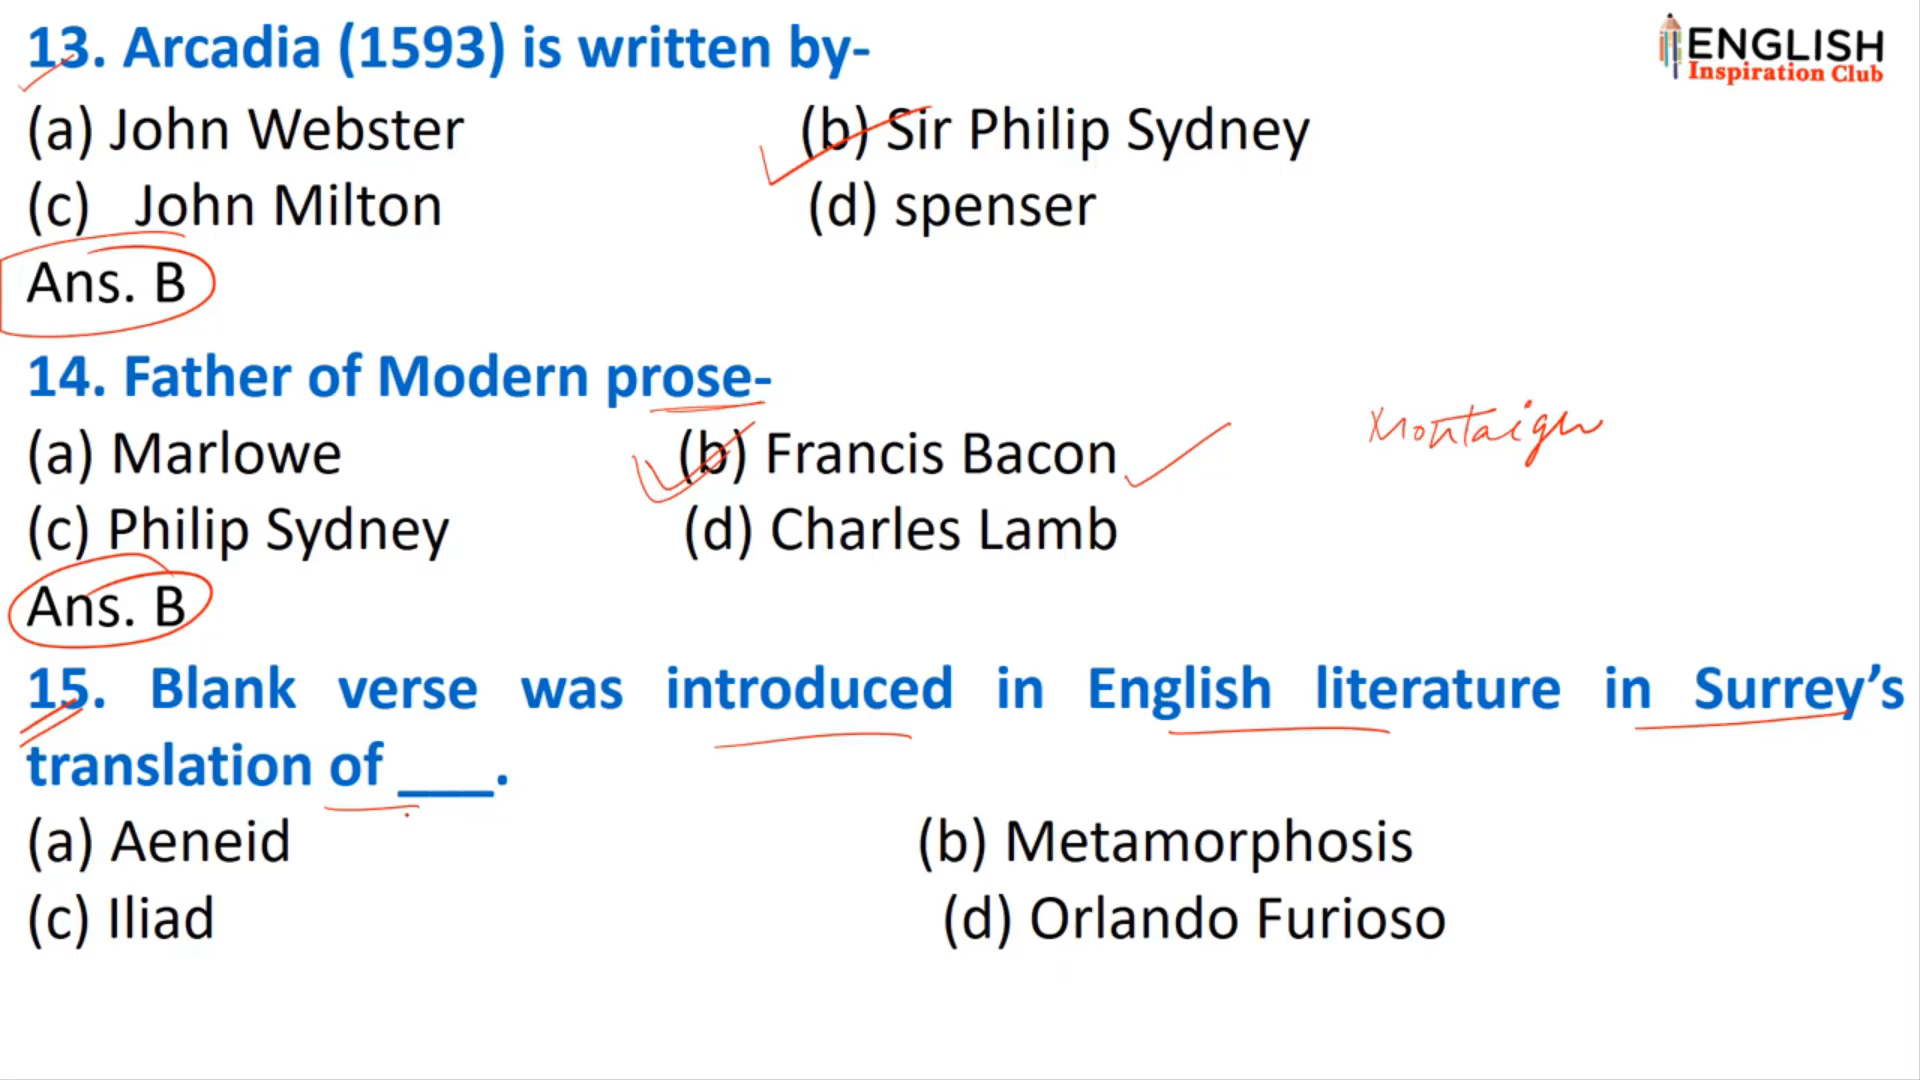 13. Arcadia (1593) is written by-
ENGLISH
Inspiration Club
(a) John Webster (b) Sir Philip Sydney
(c) John Milton (d) spenser
Ans. B
14. Father of Modern prose-
(a) Marlowe (b) Francis Bacon
(c) Philip Sydney (d) Charles Lamb
Ans. B
15. Blank verse was introduced in English literature in Surrey’s
translation of ___.
(a) Aeneid (b) Metamorphosis
(c) Iliad (d) Orlando Furioso